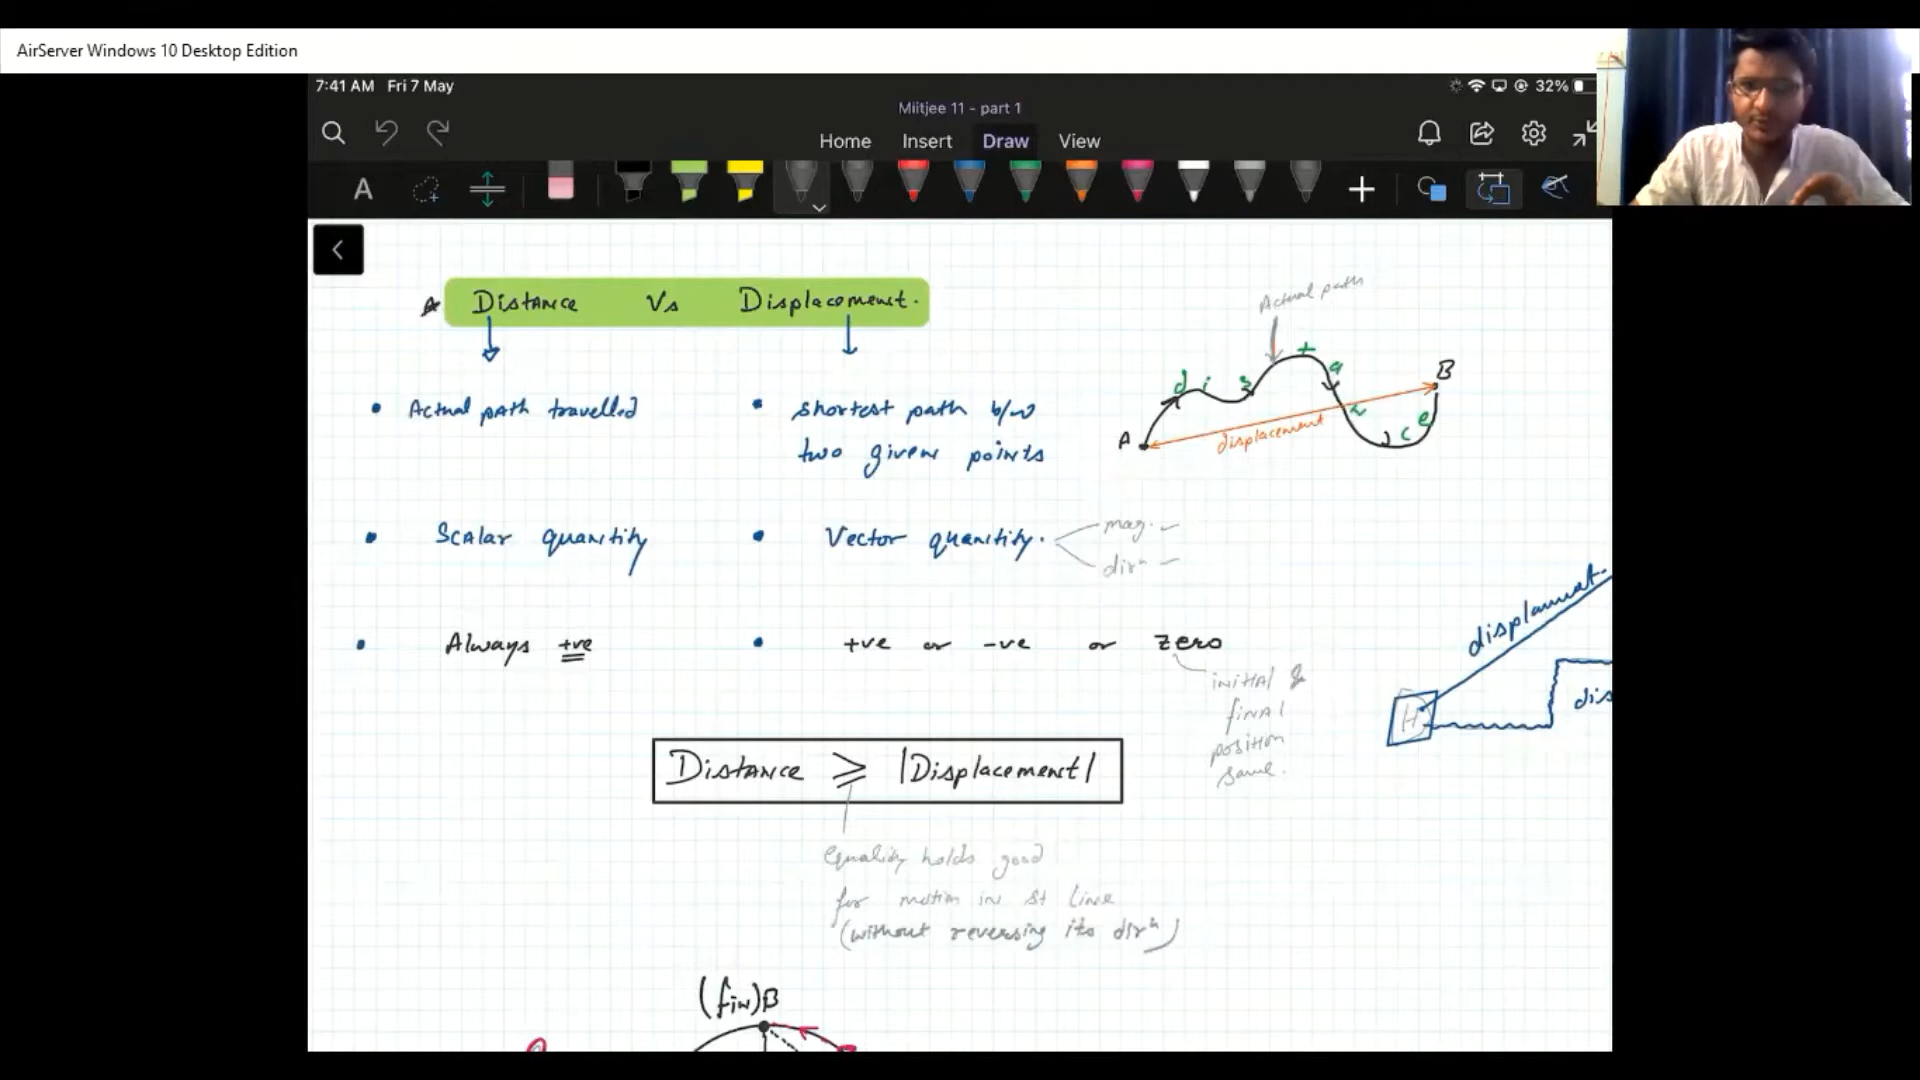 AirServer Windows 10 Desktop Edition
7:41 AM Fri 7 May
32%
Miitjee 11 - part 1
Home Insert Draw View
A
Distance Vs Displacement.
Actual path
• Actual path travelled
• shortest path b/w
two given points
A
B
d i s t a n c e
displacement
• Scalar quantity
• Vector quantity.
mag.
dirⁿ
• Always +ve
• +ve or -ve or zero
initial &
final
position
same.
displacement.
H
dis
Distance ⩾ |Displacement|
equality holds good
for motion in st line
(without reversing its dirⁿ)
(fin)B